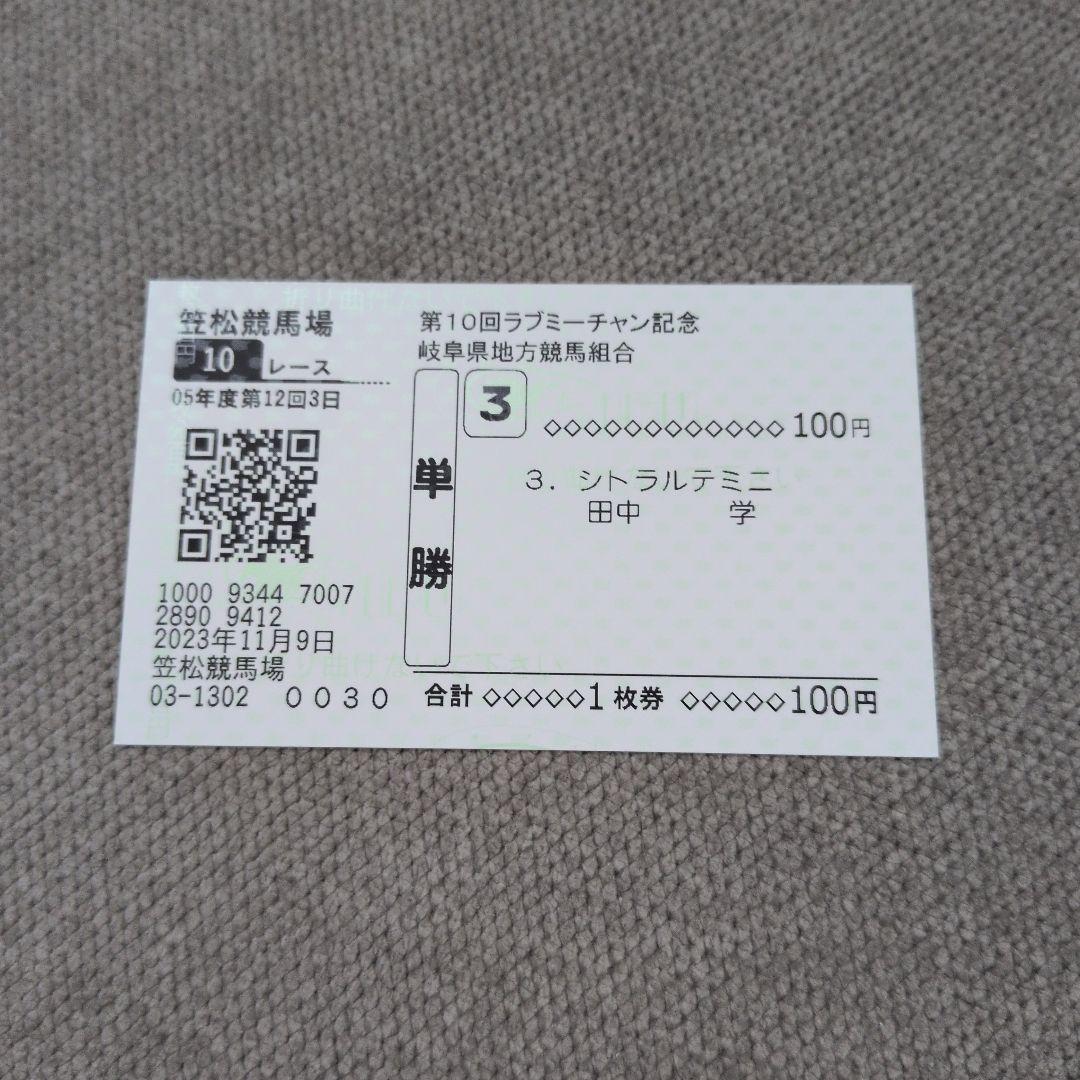 笠松競馬場
10 レース
05年度第12回3日
1000 9344 7007
2890 9412
2023年11月9日
笠松競馬場
03-1302 0030
第10回ラブミーチャン記念
岐阜県地方競馬組合
単勝
3
◇◇◇◇◇◇◇◇◇◇◇◇100円
3. シトラルテミニ
田中 学
合計 ◇◇◇◇◇1枚券 ◇◇◇◇◇100円